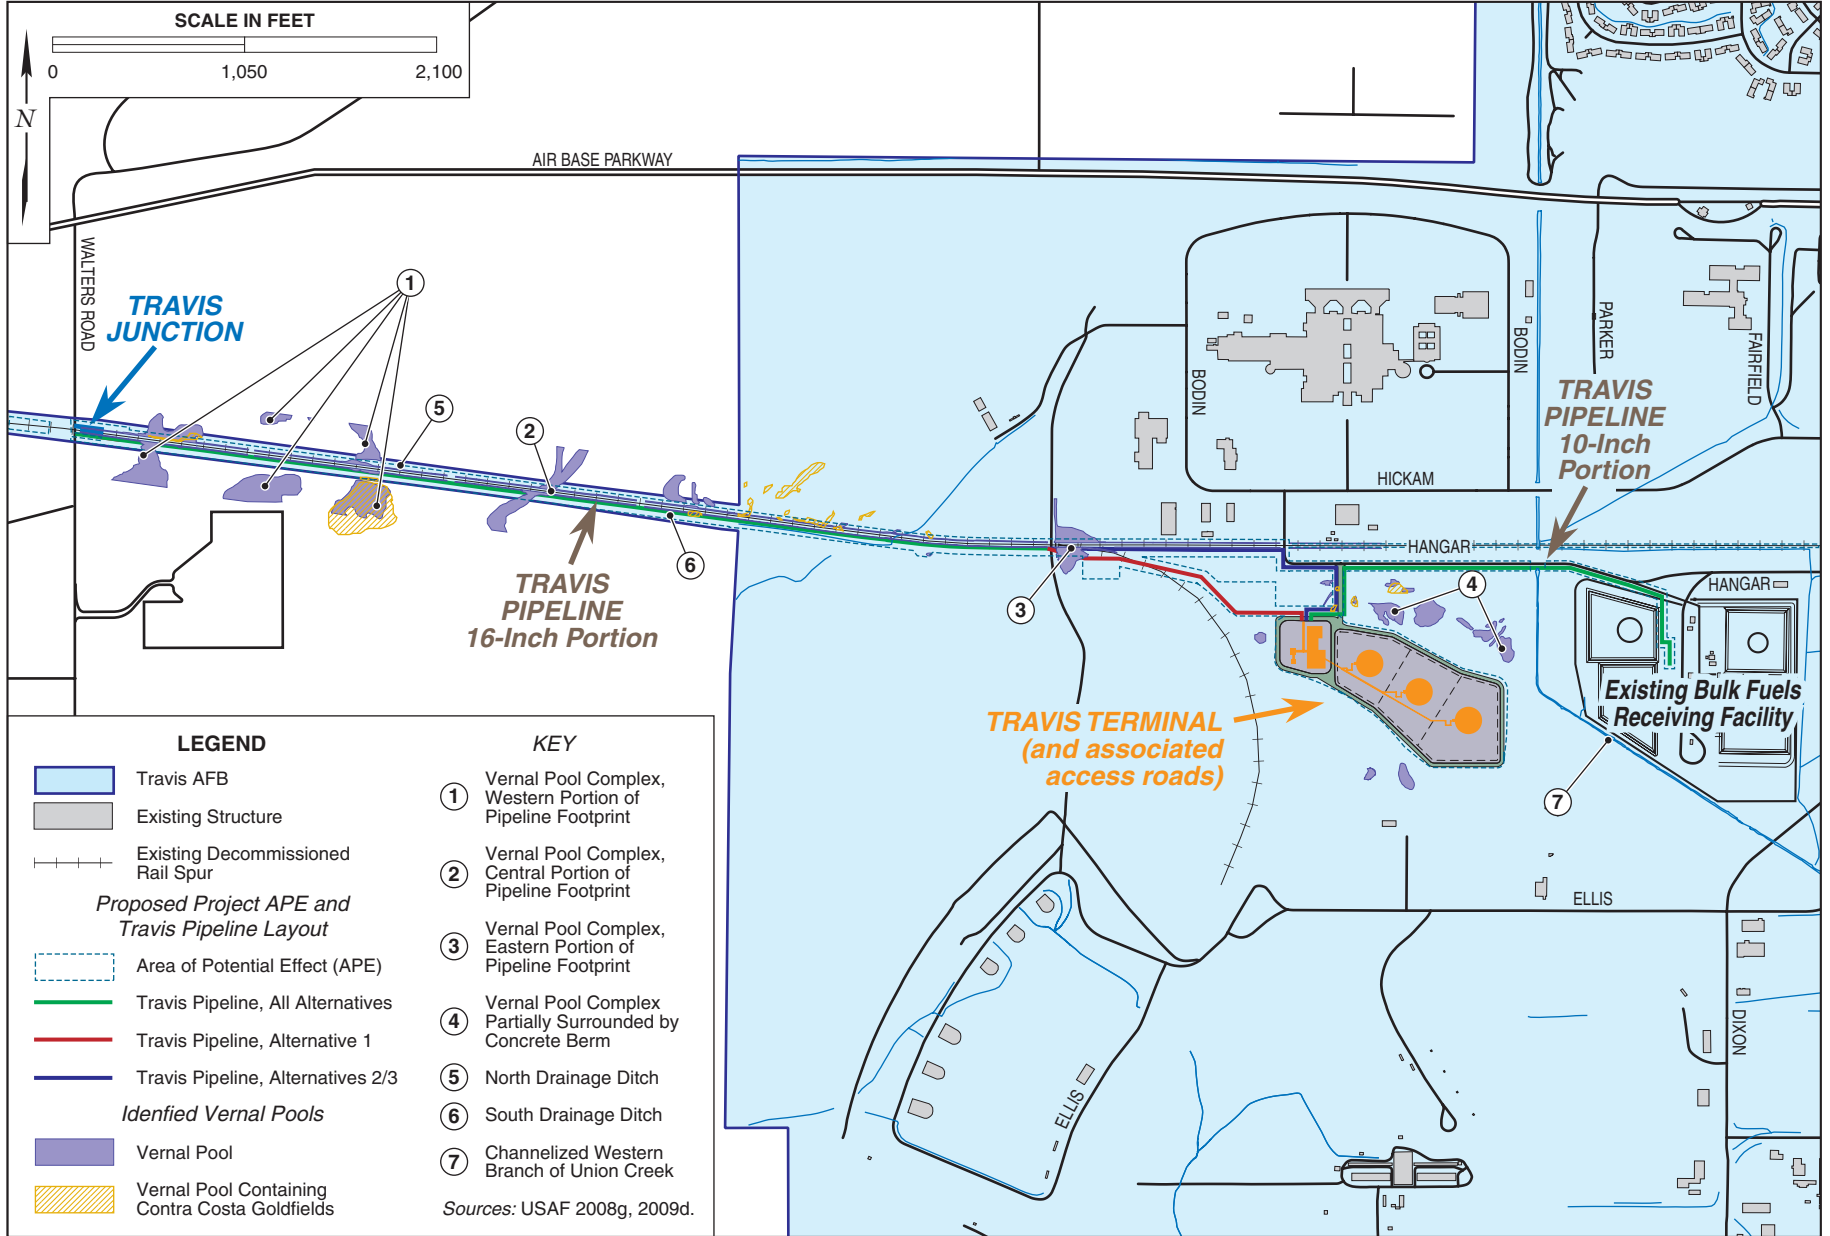 SCALE IN FEET
0 1,050 2,100
N
AIR BASE PARKWAY
WALTERS ROAD
TRAVIS
JUNCTION
1
5
2
6
3
4
7
TRAVIS
PIPELINE
16-Inch Portion
TRAVIS
PIPELINE
10-Inch
Portion
BODIN
BODIN
PARKER
FAIRFIELD
HICKAM
HANGAR
HANGAR
TRAVIS TERMINAL
(and associated
access roads)
Existing Bulk Fuels
Receiving Facility
ELLIS
ELLIS
DIXON
LEGEND
Travis AFB
Existing Structure
Existing Decommissioned
Rail Spur
Proposed Project APE and
Travis Pipeline Layout
Area of Potential Effect (APE)
Travis Pipeline, All Alternatives
Travis Pipeline, Alternative 1
Travis Pipeline, Alternatives 2/3
Idenfied Vernal Pools
Vernal Pool
Vernal Pool Containing
Contra Costa Goldfields
KEY
1 Vernal Pool Complex,
Western Portion of
Pipeline Footprint
2 Vernal Pool Complex,
Central Portion of
Pipeline Footprint
3 Vernal Pool Complex,
Eastern Portion of
Pipeline Footprint
4 Vernal Pool Complex
Partially Surrounded by
Concrete Berm
5 North Drainage Ditch
6 South Drainage Ditch
7 Channelized Western
Branch of Union Creek
Sources: USAF 2008g, 2009d.